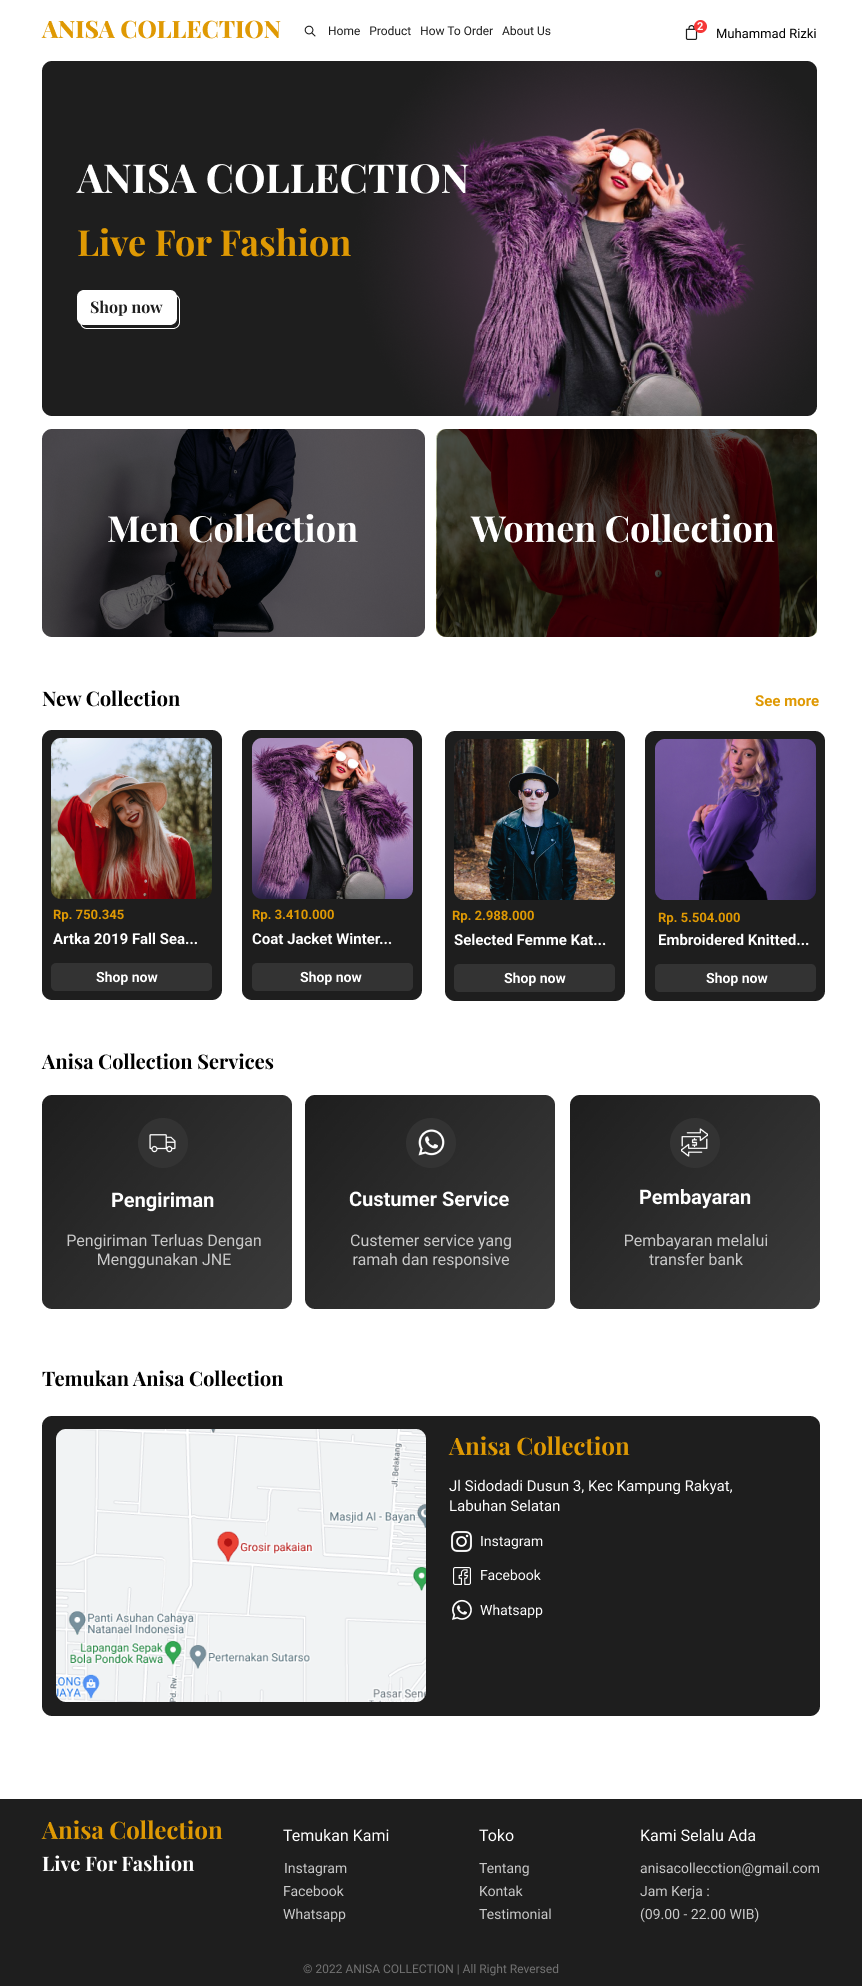 ANISA COLLECTION
Home Product How To Order About Us
2
Muhammad Rizki
ANISA COLLECTION
Live For Fashion
Shop now
Men Collection
Women Collection
New Collection
See more
Rp. 750.345
Artka 2019 Fall Sea...
Shop now
Rp. 3.410.000
Coat Jacket Winter...
Shop now
Rp. 2.988.000
Selected Femme Kat...
Shop now
Rp. 5.504.000
Embroidered Knitted...
Shop now
Anisa Collection Services
Pengiriman
Pengiriman Terluas Dengan
Menggunakan JNE
Custumer Service
Custemer service yang
ramah dan responsive
Pembayaran
Pembayaran melalui
transfer bank
Temukan Anisa Collection
Jl. Belakang
Masjid Al - Bayan
Grosir pakaian
Panti Asuhan Cahaya
Natanael Indonesia
Lapangan Sepak
Bola Pondok Rawa
Perternakan Sutarso
ONG
JAYA
Pd. Rw
Pasar Sen
Anisa Collection
Jl Sidodadi Dusun 3, Kec Kampung Rakyat,
Labuhan Selatan
Instagram
Facebook
Whatsapp
Anisa Collection
Live For Fashion
Temukan Kami
Instagram
Facebook
Whatsapp
Toko
Tentang
Kontak
Testimonial
Kami Selalu Ada
anisacollecction@gmail.com
Jam Kerja :
(09.00 - 22.00 WIB)
© 2022 ANISA COLLECTION | All Right Reversed